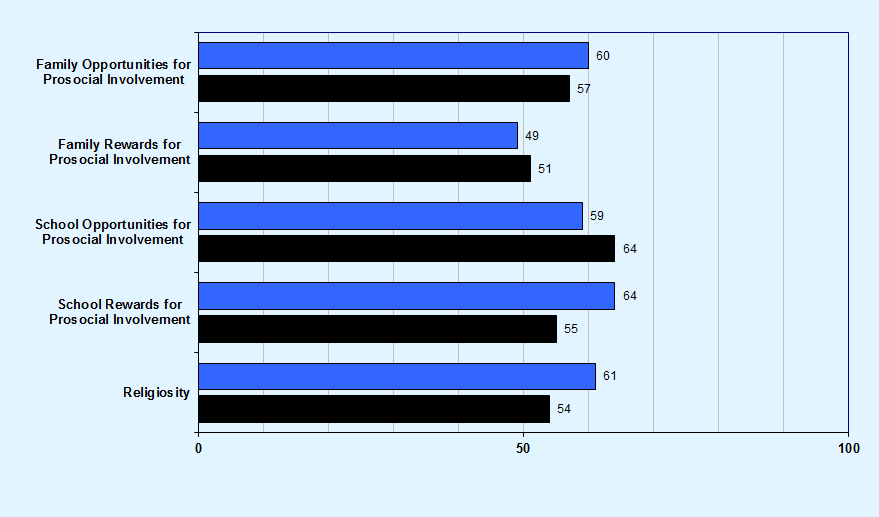 Family Opportunities for
Prosocial Involvement
60
57
Family Rewards for
Prosocial Involvement
49
51
School Opportunities for
Prosocial Involvement
59
64
School Rewards for
Prosocial Involvement
64
55
Religiosity
61
54
0 50 100